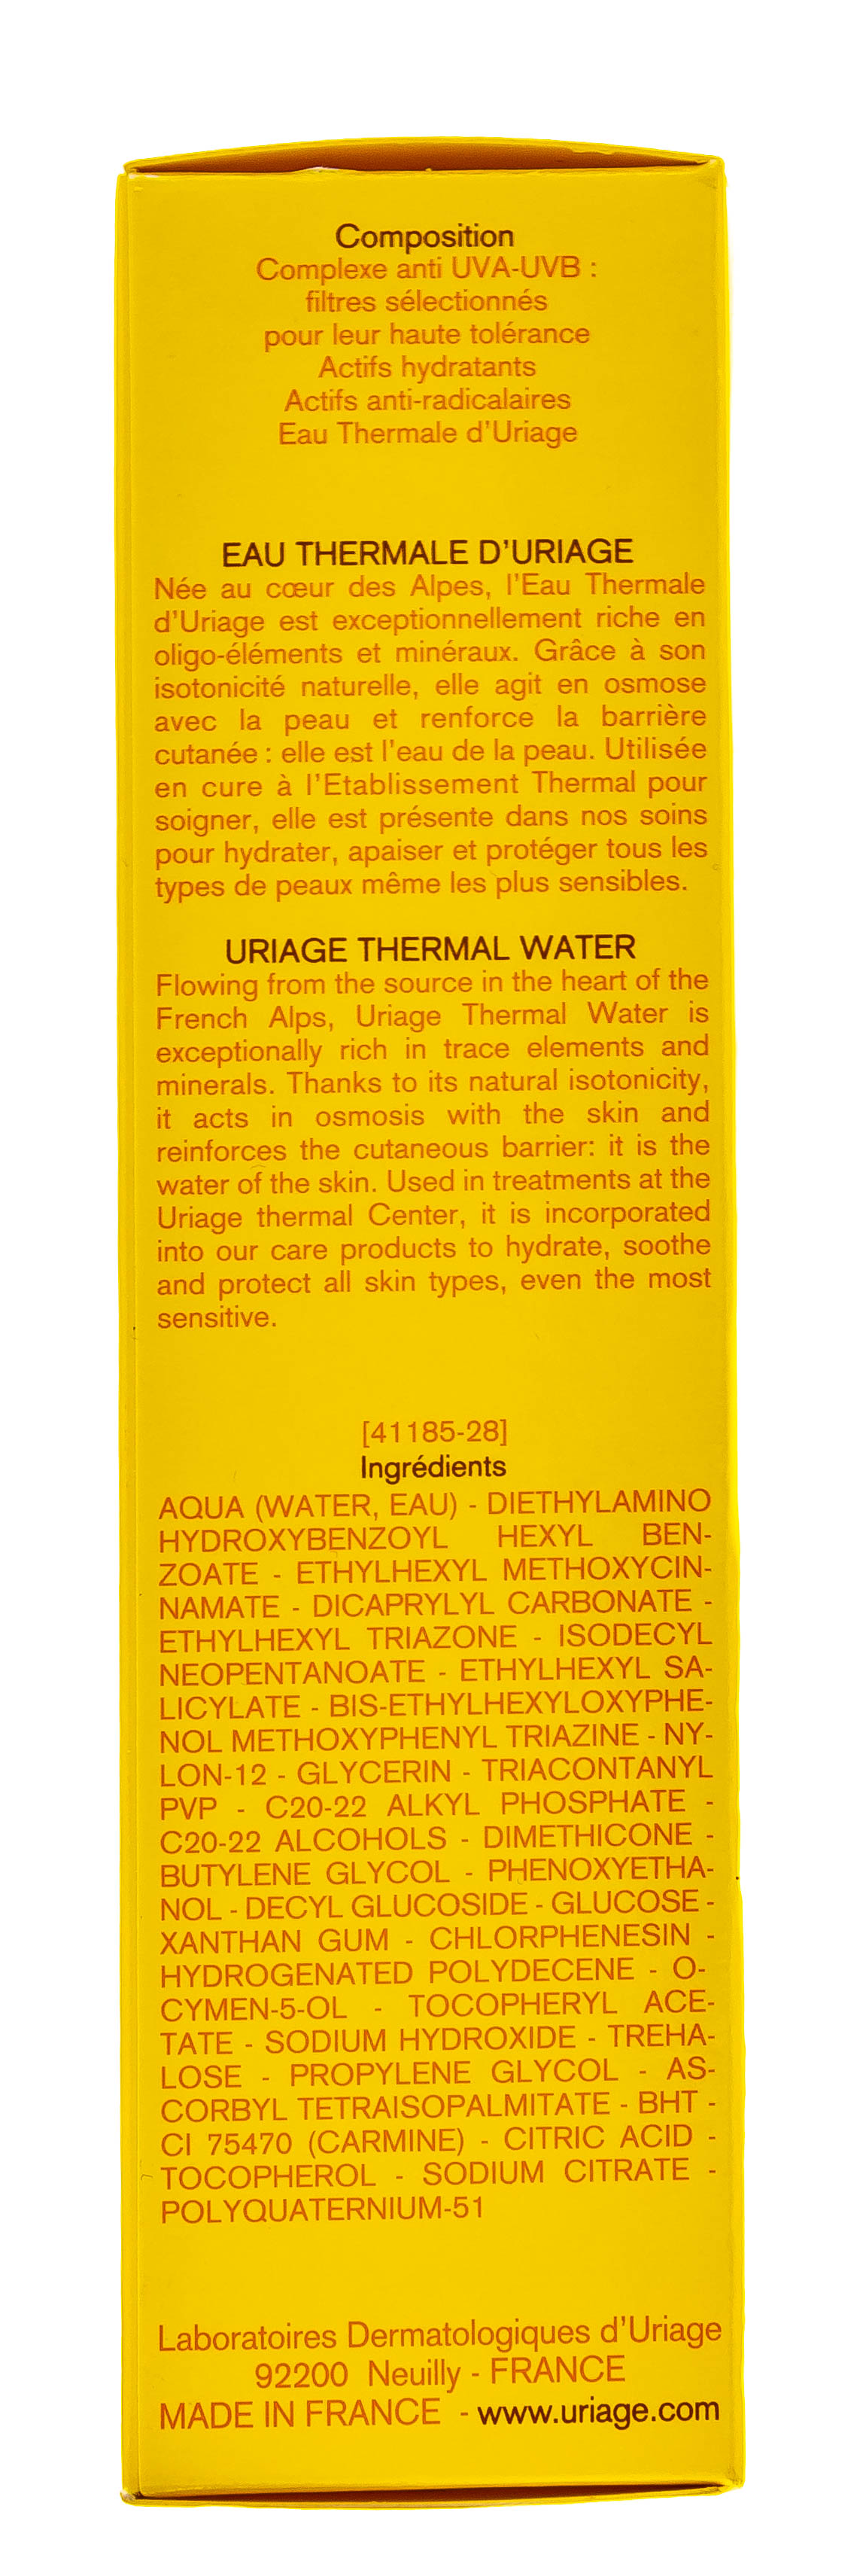 Composition
Complexe anti UVA-UVB :
filtres sélectionnés
pour leur haute tolérance
Actifs hydratants
Actifs anti-radicalaires
Eau Thermale d'Uriage
EAU THERMALE D'URIAGE
Née au cœur des Alpes, l'Eau Thermale
d'Uriage est exceptionnellement riche en
oligo-éléments et minéraux. Grâce à son
isotonicité naturelle, elle agit en osmose
avec la peau et renforce la barrière
cutanée : elle est l'eau de la peau. Utilisée
en cure à l'Etablissement Thermal pour
soigner, elle est présente dans nos soins
pour hydrater, apaiser et protéger tous les
types de peaux même les plus sensibles.
URIAGE THERMAL WATER
Flowing from the source in the heart of the
French Alps, Uriage Thermal Water is
exceptionally rich in trace elements and
minerals. Thanks to its natural isotonicity,
it acts in osmosis with the skin and
reinforces the cutaneous barrier: it is the
water of the skin. Used in treatments at the
Uriage thermal Center, it is incorporated
into our care products to hydrate, soothe
and protect all skin types, even the most
sensitive.
[41185-28]
Ingrédients
AQUA (WATER, EAU) - DIETHYLAMINO
HYDROXYBENZOYL HEXYL BEN-
ZOATE - ETHYLHEXYL METHOXYCIN-
NAMATE - DICAPRYLYL CARBONATE -
ETHYLHEXYL TRIAZONE - ISODECYL
NEOPENTANOATE - ETHYLHEXYL SA-
LICYLATE - BIS-ETHYLHEXYLOXYPHE-
NOL METHOXYPHENYL TRIAZINE - NY-
LON-12 - GLYCERIN - TRIACONTANYL
PVP - C20-22 ALKYL PHOSPHATE -
C20-22 ALCOHOLS - DIMETHICONE -
BUTYLENE GLYCOL - PHENOXYETHA-
NOL - DECYL GLUCOSIDE - GLUCOSE -
XANTHAN GUM - CHLORPHENESIN -
HYDROGENATED POLYDECENE - O-
CYMEN-5-OL - TOCOPHERYL ACE-
TATE - SODIUM HYDROXIDE - TREHA-
LOSE - PROPYLENE GLYCOL - AS-
CORBYL TETRAISOPALMITATE - BHT -
CI 75470 (CARMINE) - CITRIC ACID -
TOCOPHEROL - SODIUM CITRATE -
POLYQUATERNIUM-51
Laboratoires Dermatologiques d'Uriage
92200 Neuilly - FRANCE
MADE IN FRANCE - www.uriage.com